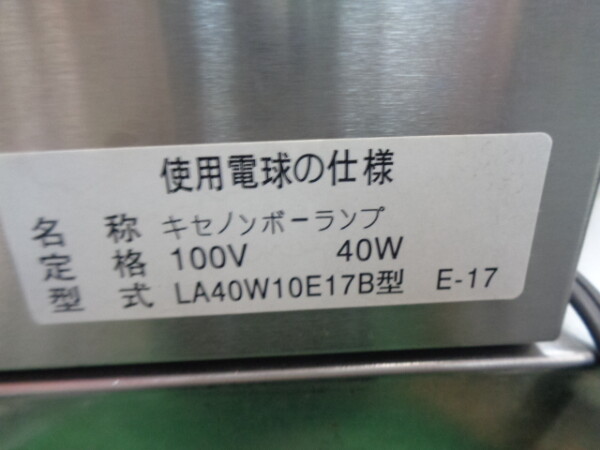 使用電球の仕様
名称 キセノンボーランプ
定格 100V 40W
型式 LA40W10E17B型 E-17